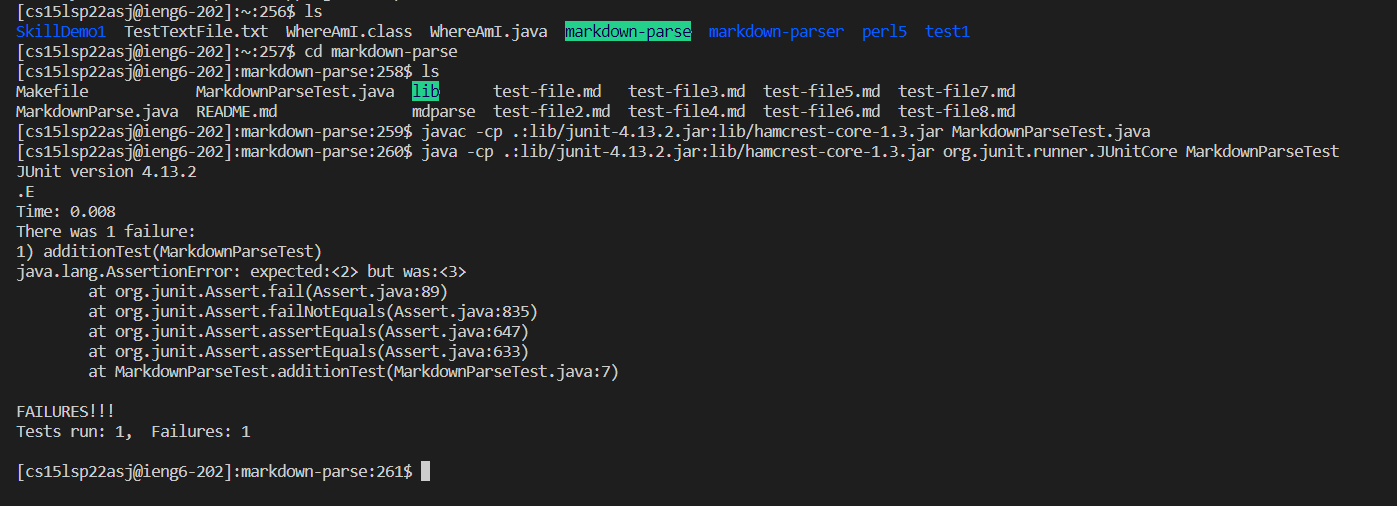 [cs15lsp22asj@ieng6-202]:~:256$ ls
SkillDemo1  TestTextFile.txt  WhereAmI.class  WhereAmI.java  markdown-parse  markdown-parser  perl5  test1
[cs15lsp22asj@ieng6-202]:~:257$ cd markdown-parse
[cs15lsp22asj@ieng6-202]:markdown-parse:258$ ls
Makefile            MarkdownParseTest.java  lib      test-file.md   test-file3.md  test-file5.md  test-file7.md
MarkdownParse.java  README.md               mdparse  test-file2.md  test-file4.md  test-file6.md  test-file8.md
[cs15lsp22asj@ieng6-202]:markdown-parse:259$ javac -cp .:lib/junit-4.13.2.jar:lib/hamcrest-core-1.3.jar MarkdownParseTest.java
[cs15lsp22asj@ieng6-202]:markdown-parse:260$ java -cp .:lib/junit-4.13.2.jar:lib/hamcrest-core-1.3.jar org.junit.runner.JUnitCore MarkdownParseTest
JUnit version 4.13.2
.E
Time: 0.008
There was 1 failure:
1) additionTest(MarkdownParseTest)
java.lang.AssertionError: expected:<2> but was:<3>
        at org.junit.Assert.fail(Assert.java:89)
        at org.junit.Assert.failNotEquals(Assert.java:835)
        at org.junit.Assert.assertEquals(Assert.java:647)
        at org.junit.Assert.assertEquals(Assert.java:633)
        at MarkdownParseTest.additionTest(MarkdownParseTest.java:7)
FAILURES!!!
Tests run: 1,  Failures: 1
[cs15lsp22asj@ieng6-202]:markdown-parse:261$